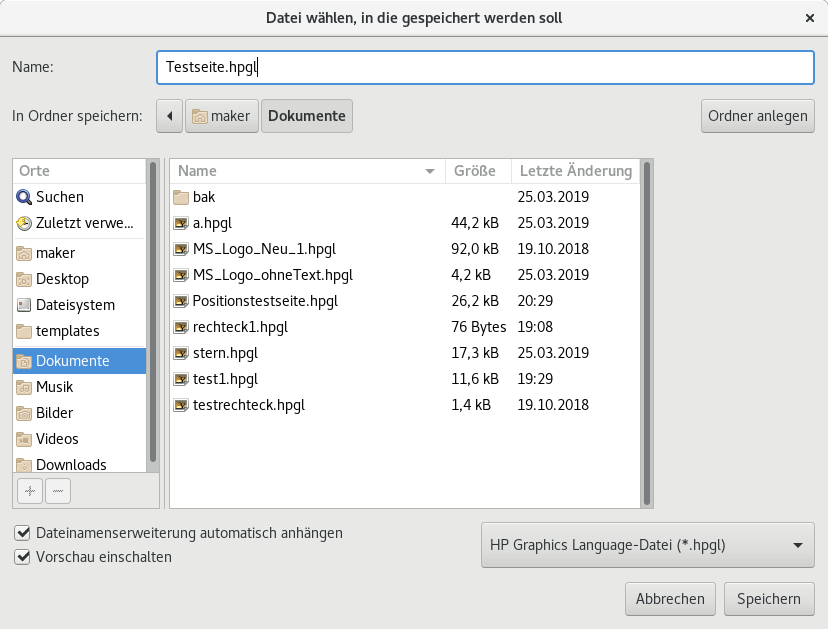 Datei wählen, in die gespeichert werden soll
Name: Testseite.hpgl
In Ordner speichern: maker Dokumente Ordner anlegen
Orte
Suchen
Zuletzt verwe...
maker
Desktop
Dateisystem
templates
Dokumente
Musik
Bilder
Videos
Downloads
Name Größe Letzte Änderung
bak 25.03.2019
a.hpgl 44,2 kB 25.03.2019
MS_Logo_Neu_1.hpgl 92,0 kB 19.10.2018
MS_Logo_ohneText.hpgl 4,2 kB 25.03.2019
Positionstestseite.hpgl 26,2 kB 20:29
rechteck1.hpgl 76 Bytes 19:08
stern.hpgl 17,3 kB 25.03.2019
test1.hpgl 11,6 kB 19:29
testrechteck.hpgl 1,4 kB 19.10.2018
Dateinamenserweiterung automatisch anhängen
Vorschau einschalten
HP Graphics Language-Datei (*.hpgl)
Abbrechen Speichern